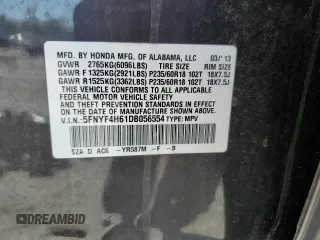 MFD. BY HONDA MFG. OF ALABAMA, LLC 03/'13
GVWR 2765KG(6096LBS) TIRE SIZE RIM SIZE
GAWR F 1325KG(2921LBS) P235/60R18 102T 18X7.5J
GAWR R1525KG(3362LBS) P235/60R18 102T 18X7.5J
THIS VEHICLE CONFORMS TO ALL APPLICABLE FEDERAL
MOTOR VEHICLE SAFETY AND THEFT PREVENTION
STANDARDS IN EFFECT ON THE DATE OF
MANUFACTURE SHOWN ABOVE.
V.I.N.: 5FNYF4H61DB056554 TYPE: MPV
SZA D AC6 -YR587M -F -B
DREAMBID